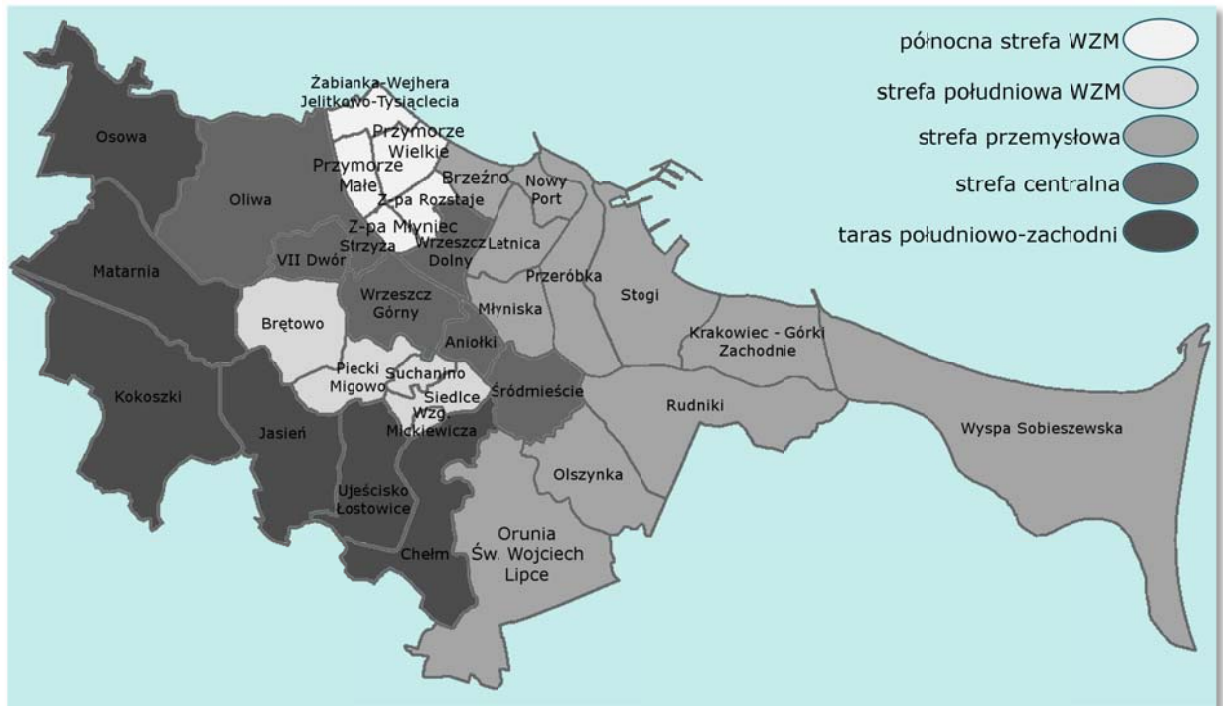 północna strefa WZM
strefa południowa WZM
strefa przemysłowa
strefa centralna
taras południowo-zachodni
Żabianka-Wejhera
Jelitkowo-Tysiąclecia
Osowa
Przymorze
Wielkie
Przymorze
Małe
Brzeźno
Nowy
Port
Oliwa
Z-pa Rozstaje
Z-pa Młyniec
Strzyża
Wrzeszcz
Dolny
Letnica
VII Dwór
Matarnia
Przeróbka
Stogi
Wrzeszcz
Górny
Młyniska
Brętowo
Aniołki
Krakowiec - Górki
Zachodnie
Piecki
Migowo
Suchanino
Siedlce
Śródmieście
Kokoszki
Wzg.
Mickiewicza
Rudniki
Jasień
Wyspa Sobieszewska
Olszynka
Ujeścisko
Łostowice
Orunia
Św. Wojciech
Lipce
Chełm